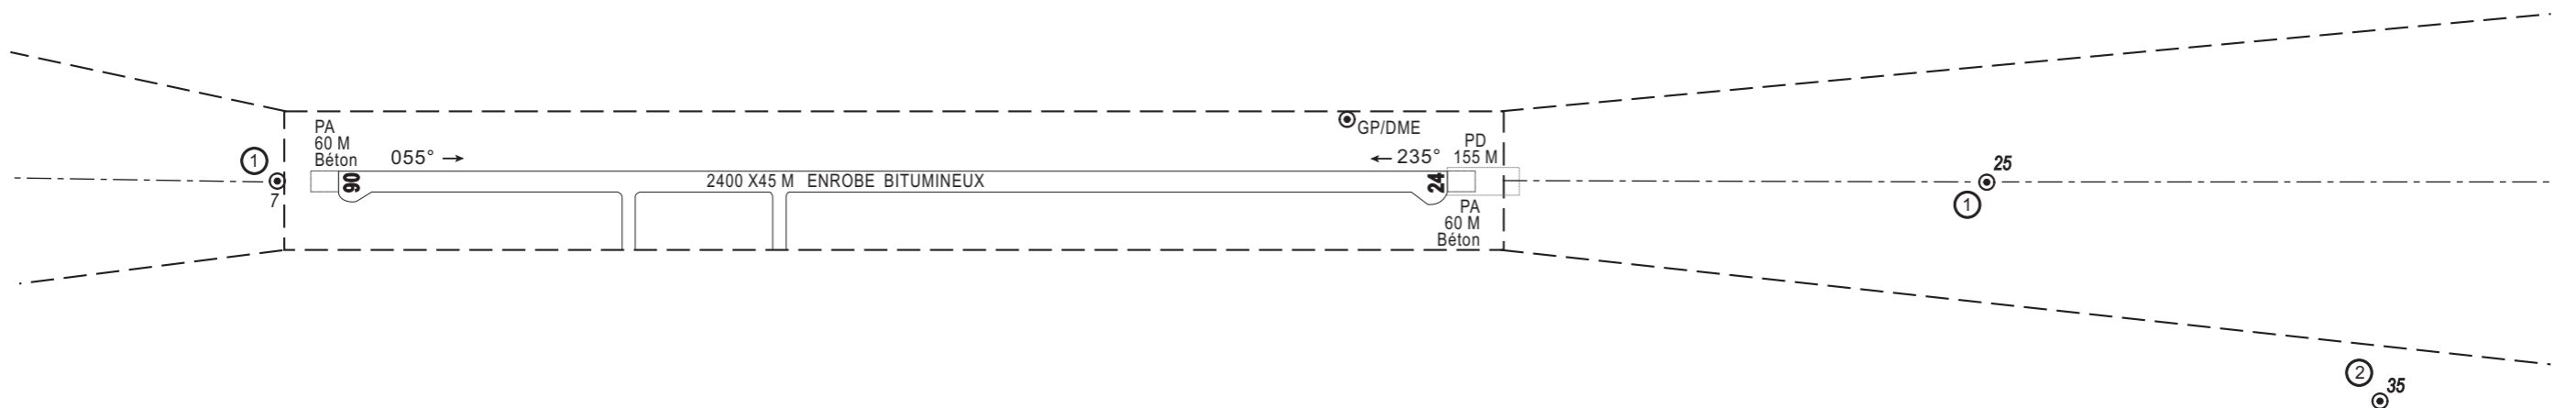 PA
60 M
Béton
055°
1
7
06
2400 X45 M ENROBE BITUMINEUX
GP/DME
PD
155 M
235°
24
PA
60 M
Béton
25
1
2
35